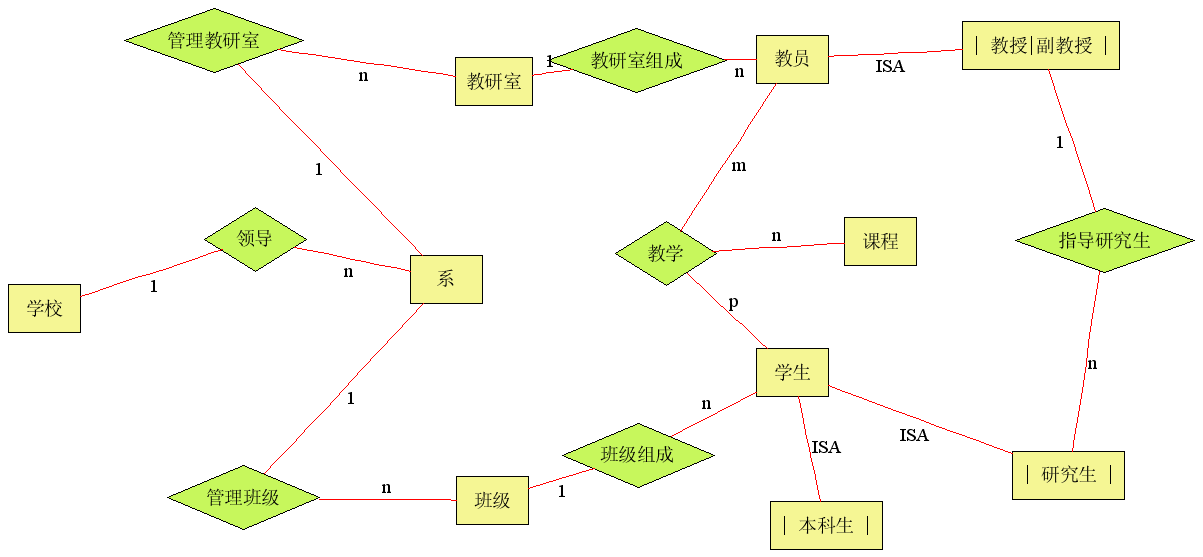 管理教研室
n
教研室
1
教研室组成
n
教员
ISA
| 教授|副教授 |
1
m
1
领导
n
系
学校
1
教学
n
课程
指导研究生
p
学生
n
1
n
班级组成
ISA
ISA
管理班级
n
班级
1
| 本科生 |
| 研究生 |